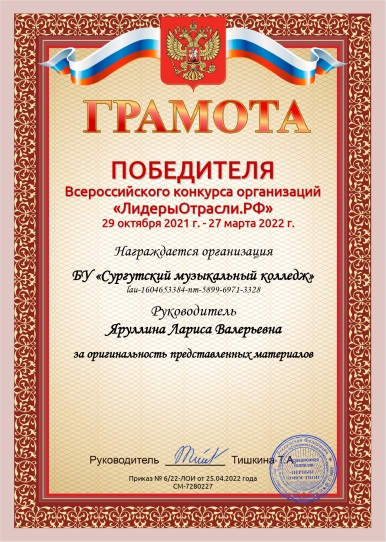 ГРАМОТА
ПОБЕДИТЕЛЯ
Всероссийского конкурса организаций
«ЛидерыОтрасли.РФ»
29 октября 2021 г. - 27 марта 2022 г.
Награждается организация
БУ «Сургутский музыкальный колледж»
lau-1604653384-nm-5899-6971-3328
Руководитель
Яруллина Лариса Валерьевна
за оригинальность представленных материалов
Руководитель Тишкина Т.А.
ПЕРВЫЙ
НОВОСТНОЙ
Приказ № 6/22-ЛОИ от 25.04.2022 года
СМ-7280227